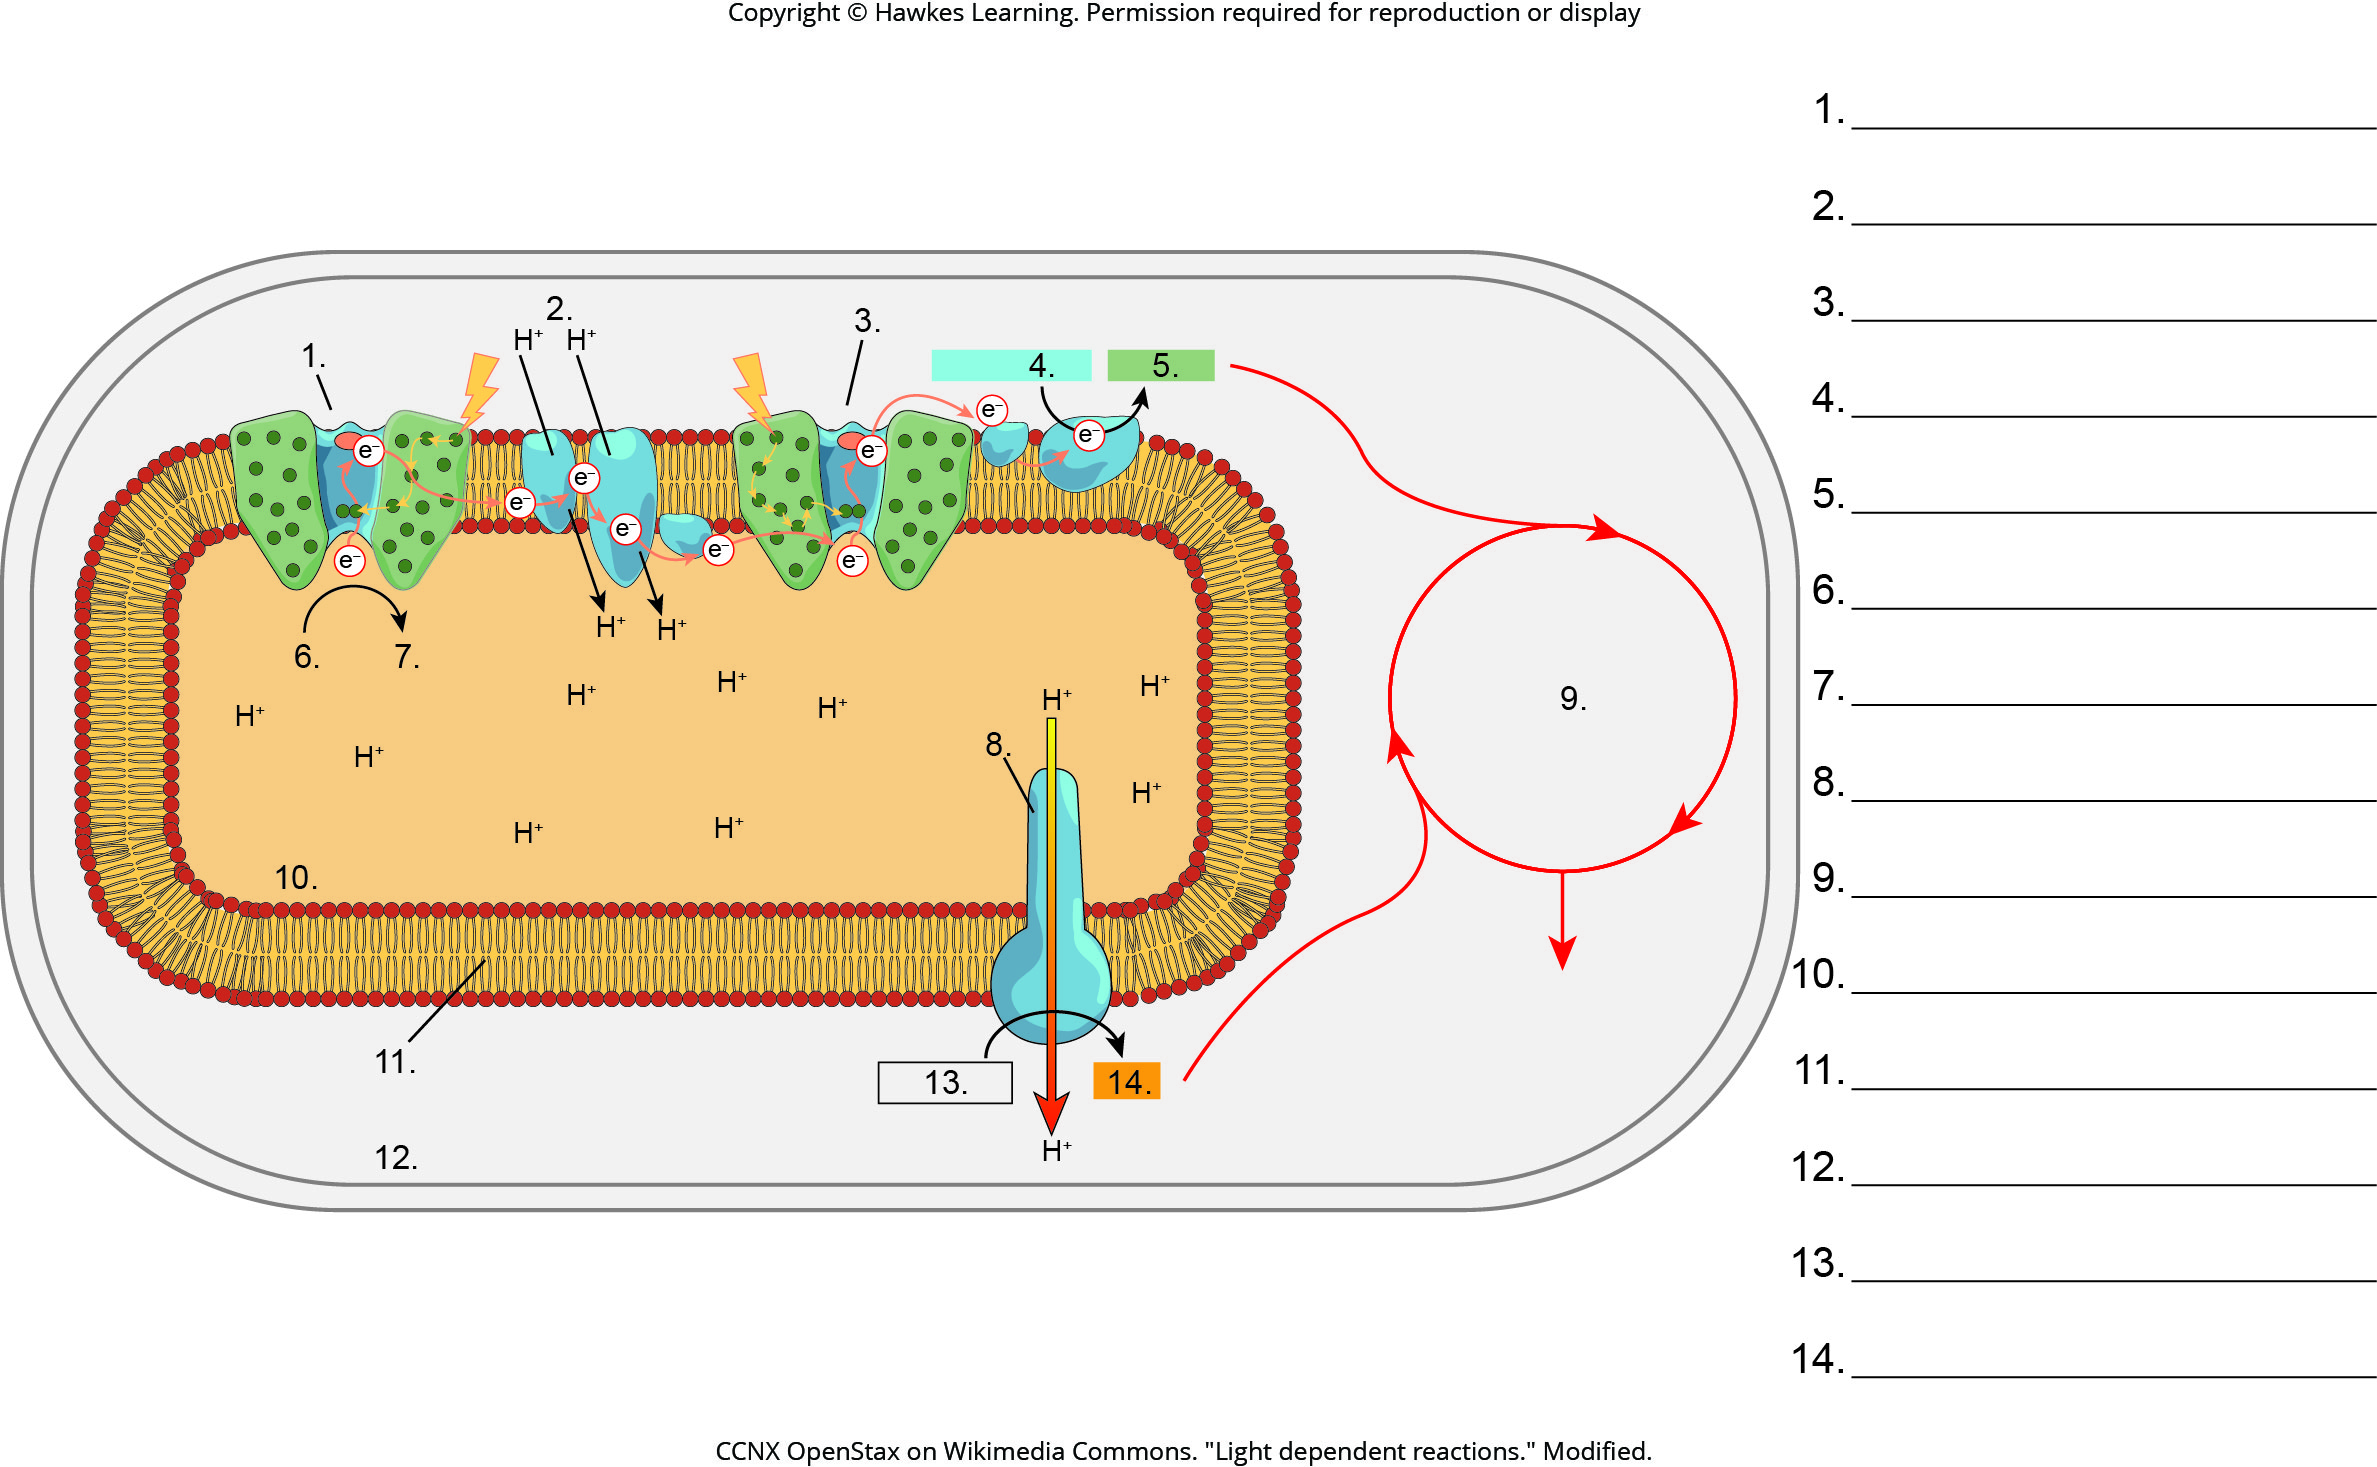 Copyright © Hawkes Learning. Permission required for reproduction or display
1.
2.
3.
4.
5.
6.
7.
8.
9.
10.
11.
12.
13.
14.
2.
H⁺ H⁺
3.
1.
4. 5.
e⁻
e⁻
e⁻ e⁻
e⁻
e⁻
e⁻
e⁻
e⁻ e⁻
H⁺ H⁺
6. 7.
H⁺
H⁺
H⁺
H⁺
H⁺
H⁺
H⁺
8.
H⁺
H⁺
H⁺
9.
10.
11.
13. 14.
H⁺
12.
CCNX OpenStax on Wikimedia Commons. "Light dependent reactions." Modified.